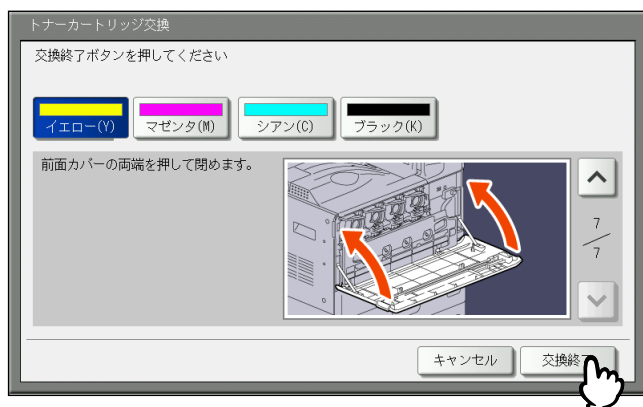 トナーカートリッジ交換
交換終了ボタンを押してください
イエロー(Y) マゼンタ(M) シアン(C) ブラック(K)
前面カバーの両端を押して閉めます。
7
7
キャンセル 交換終了